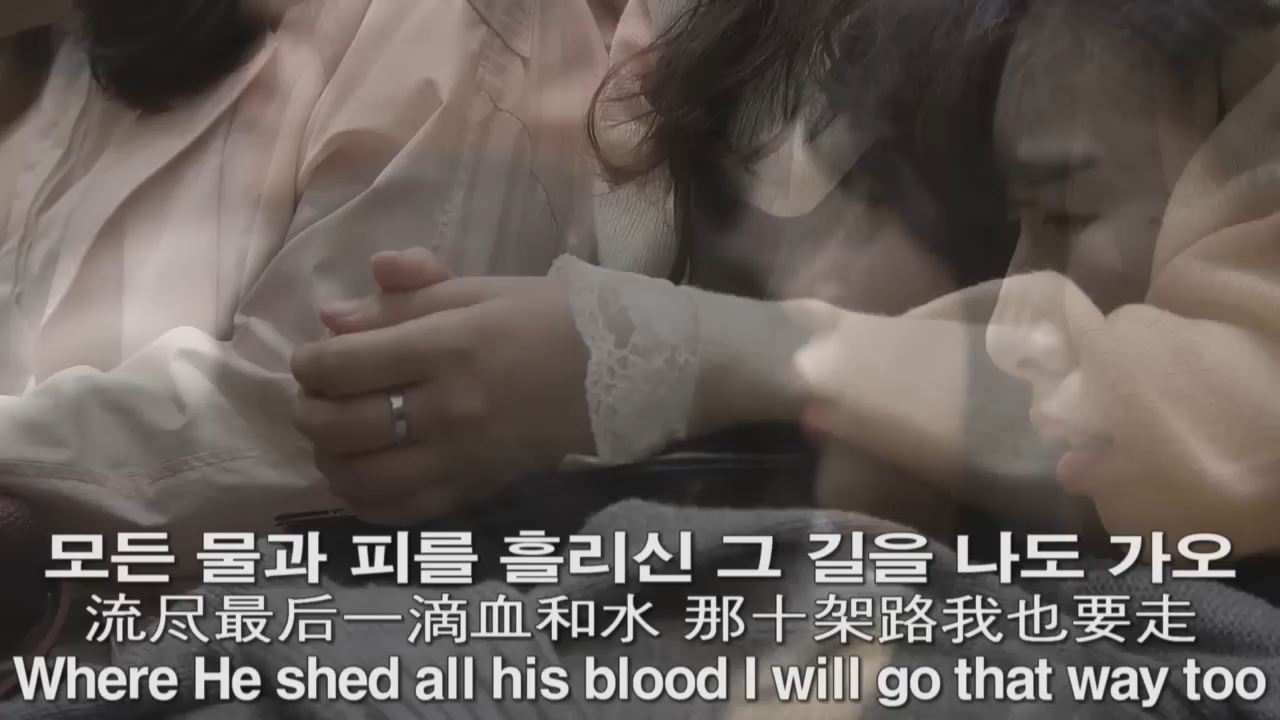 모든 물과 피를 흘리신 그 길을 나도 가오
流尽最后一滴血和水 那十架路我也要走
Where He shed all his blood I will go that way too